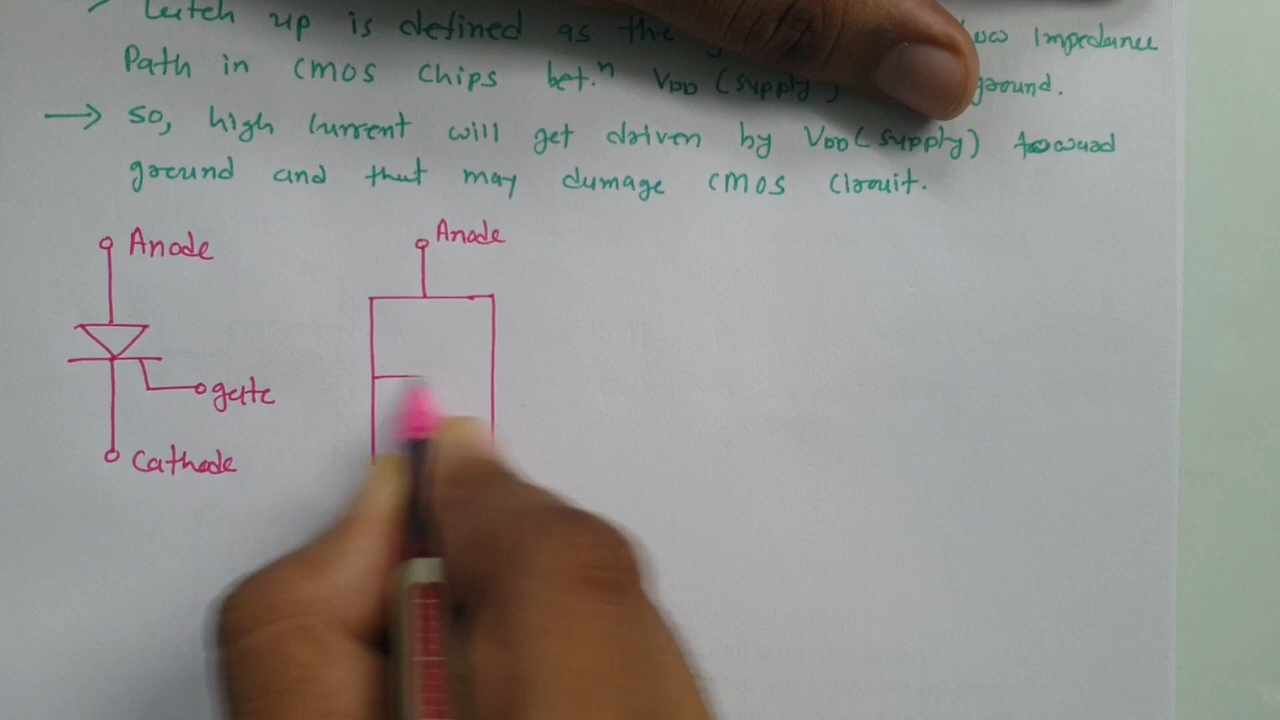 Latch up is defined as the low Impedance
Path in CMOS Chips betⁿ VDD (supply) ground.
→ so, high current will get driven by VDD (supply) toward
ground and that may damage CMOS Circuit.
Anode
Anode
gate
Cathode